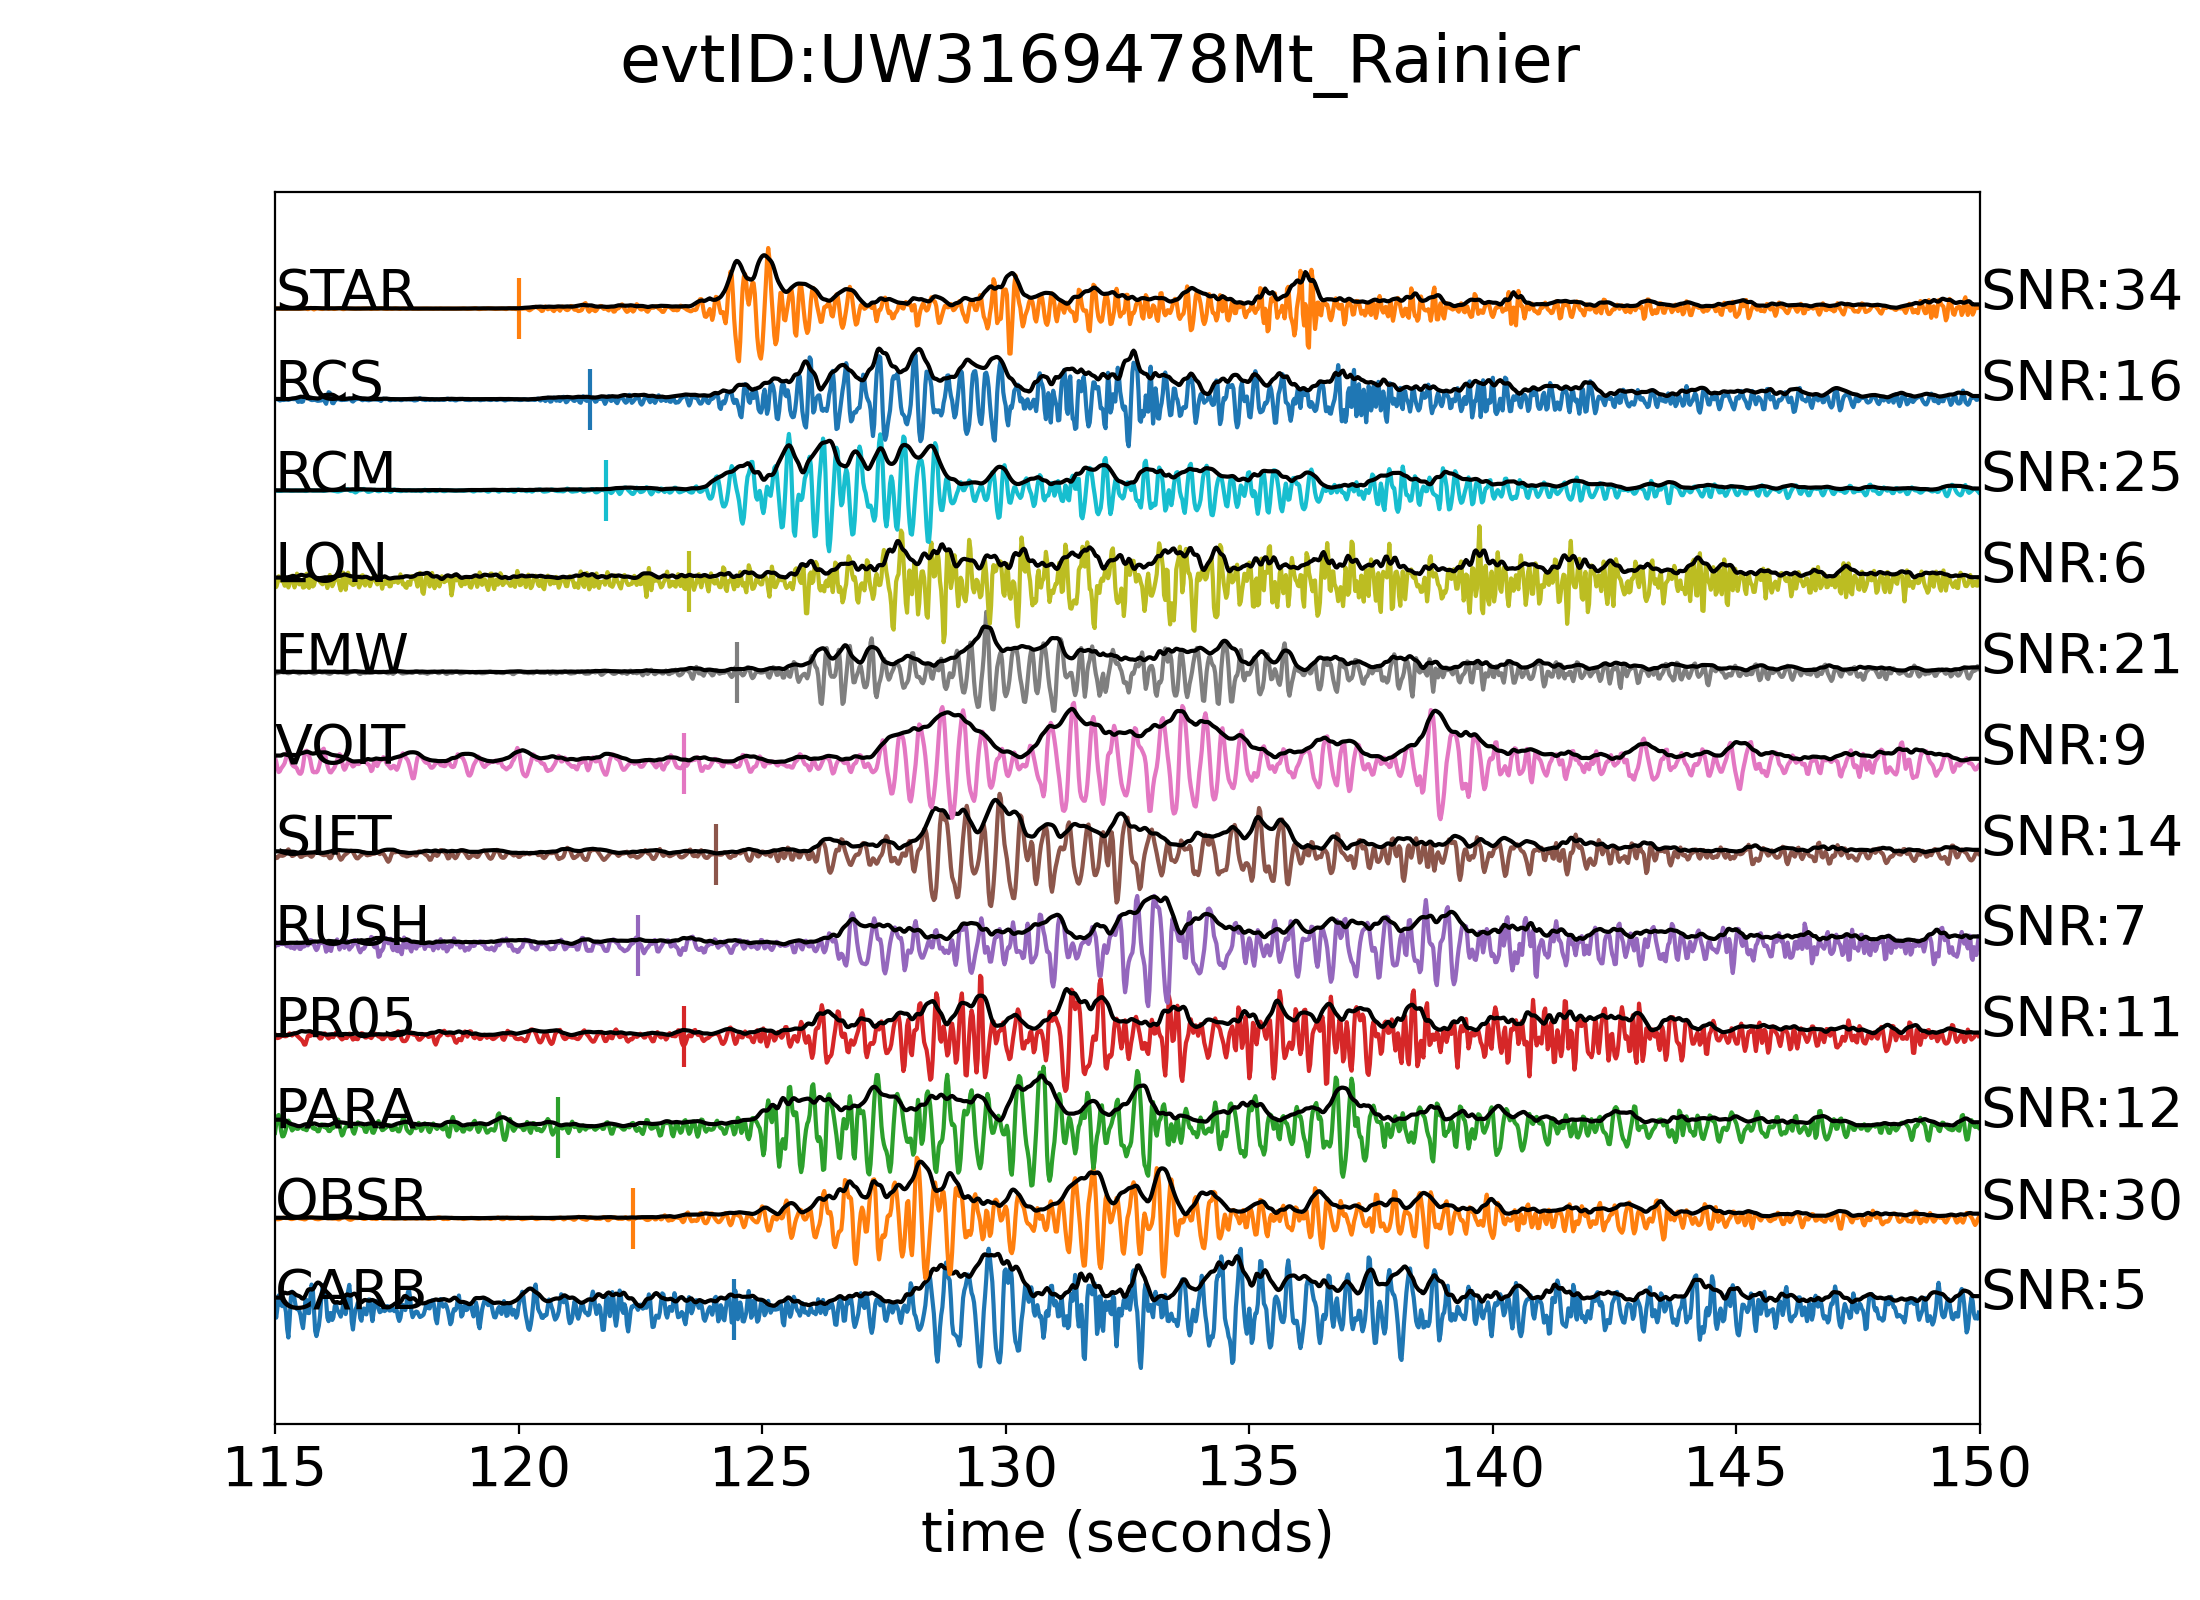 evtID:UW3169478Mt_Rainier
STAR SNR:34
RCS SNR:16
RCM SNR:25
LON SNR:6
FMW SNR:21
VOIT SNR:9
SIFT SNR:14
RUSH SNR:7
PR05 SNR:11
PARA SNR:12
OBSR SNR:30
CARB SNR:5
115 120 125 130 135 140 145 150
time (seconds)